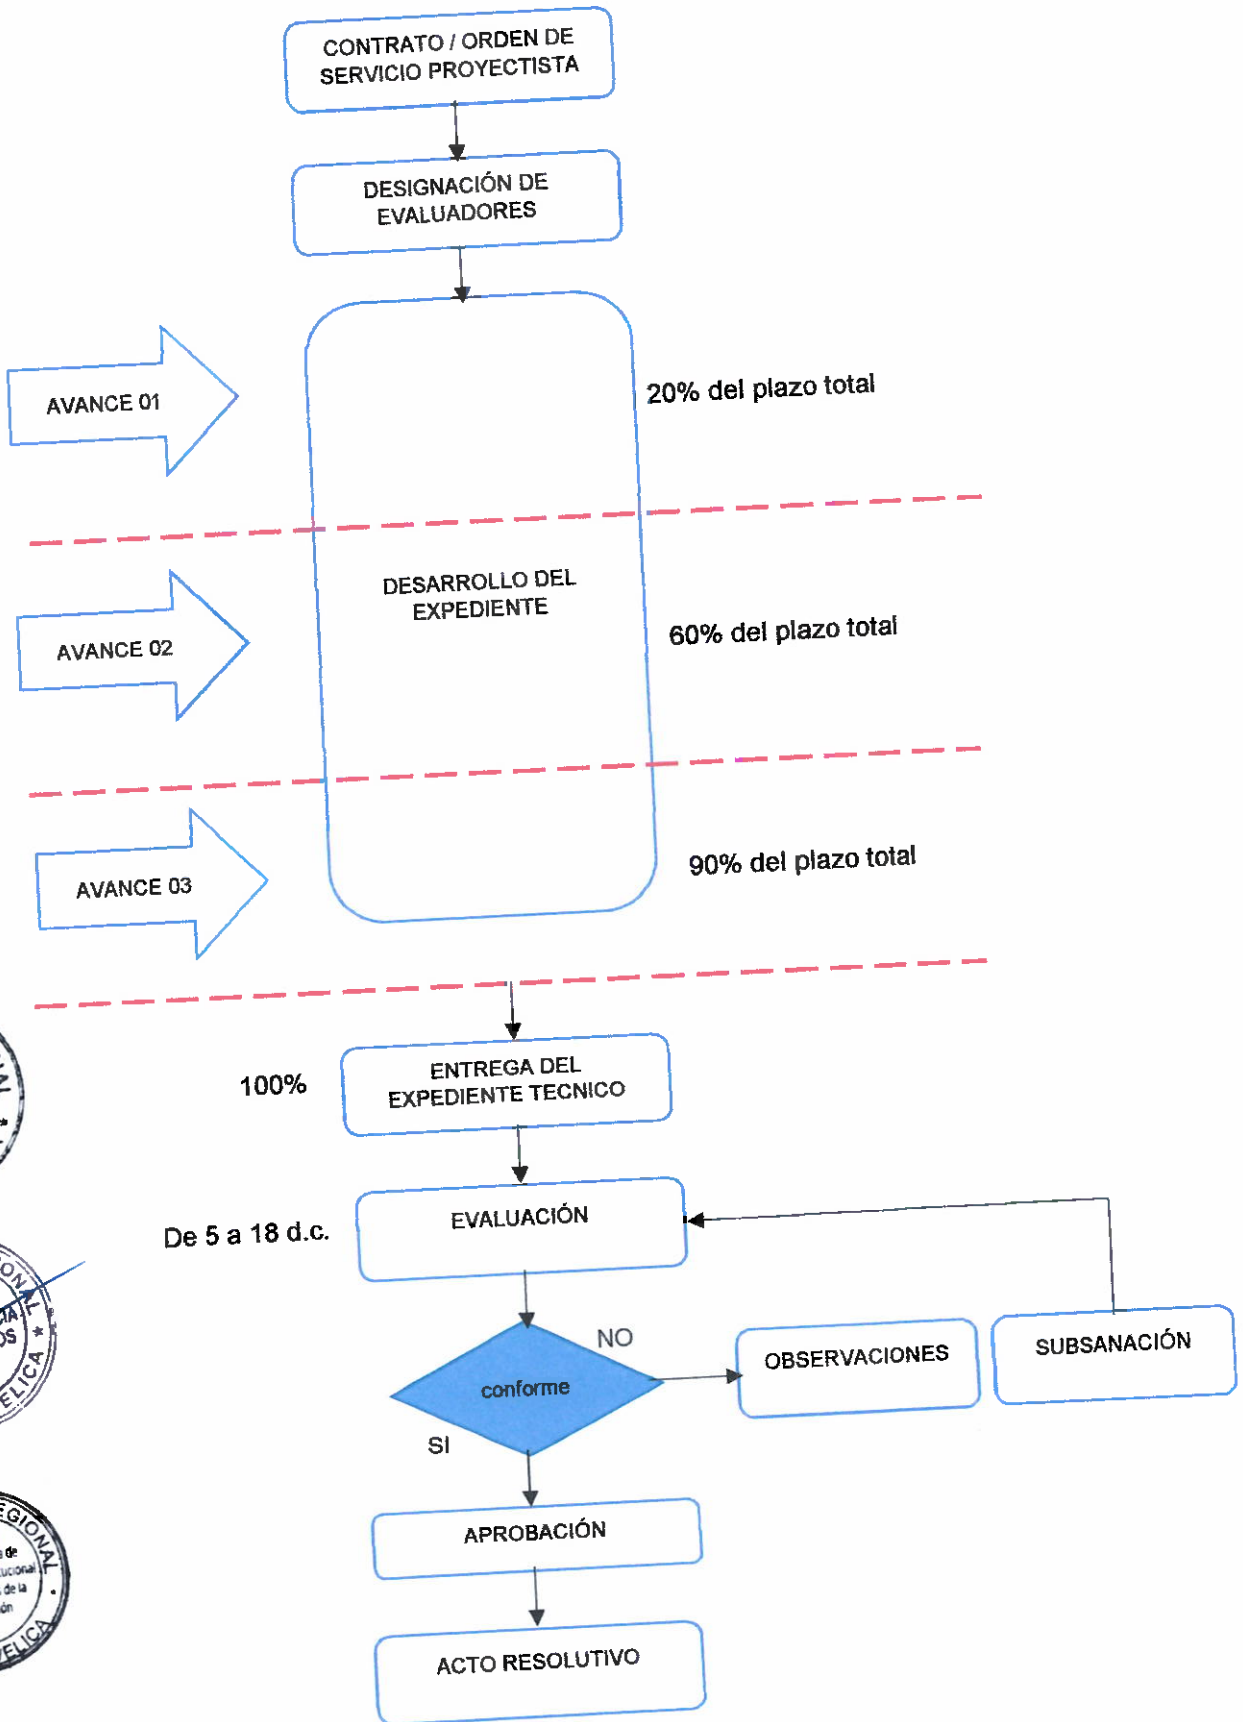 CONTRATO / ORDEN DE
SERVICIO PROYECTISTA
DESIGNACIÓN DE
EVALUADORES
AVANCE 01
20% del plazo total
DESARROLLO DEL
EXPEDIENTE
AVANCE 02
60% del plazo total
AVANCE 03
90% del plazo total
100%
ENTREGA DEL
EXPEDIENTE TECNICO
De 5 a 18 d.c.
EVALUACIÓN
NO
conforme
OBSERVACIONES
SUBSANACIÓN
SI
APROBACIÓN
ACTO RESOLUTIVO